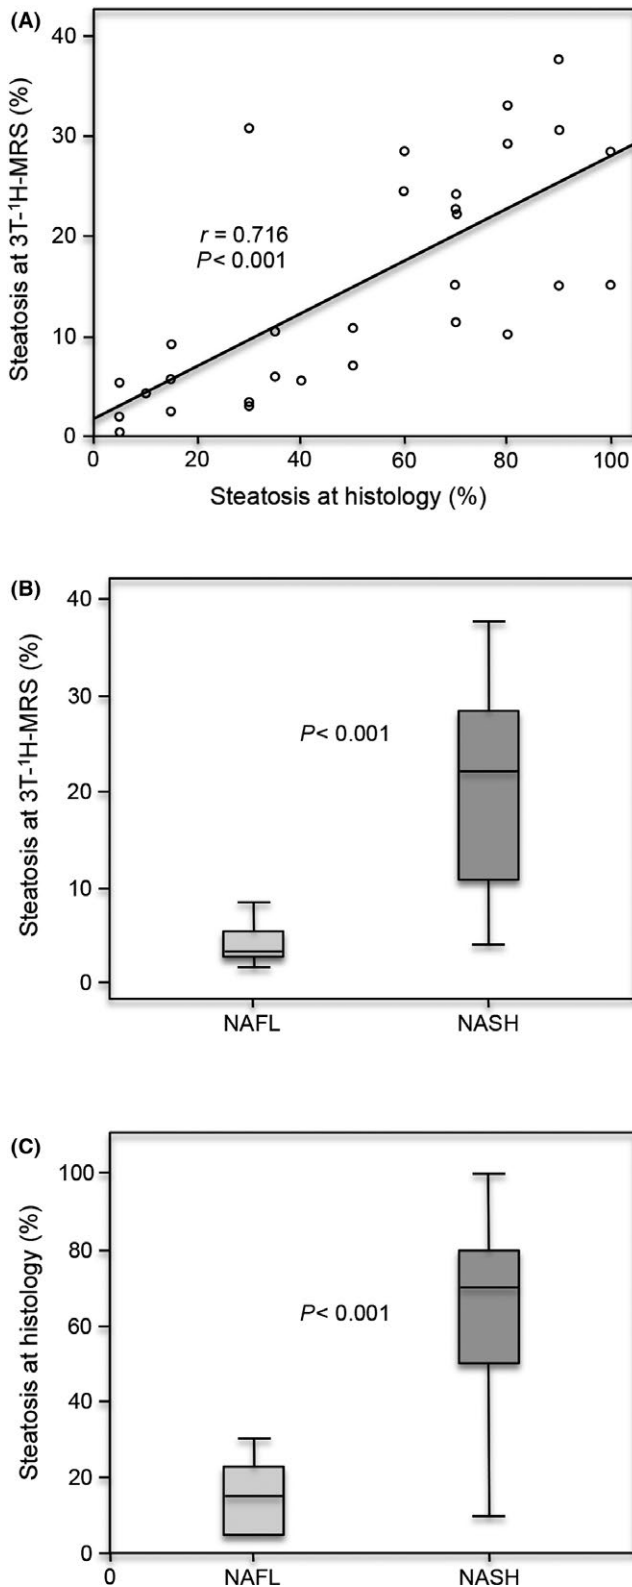 (A)
Steatosis at 3T-¹H-MRS (%)
40
30
20
10
0
r = 0.716
P< 0.001
0 20 40 60 80 100
Steatosis at histology (%)
(B)
Steatosis at 3T-¹H-MRS (%)
40
30
20
10
0
P< 0.001
NAFL NASH
(C)
Steatosis at histology (%)
100
80
60
40
20
0
P< 0.001
0 NAFL NASH